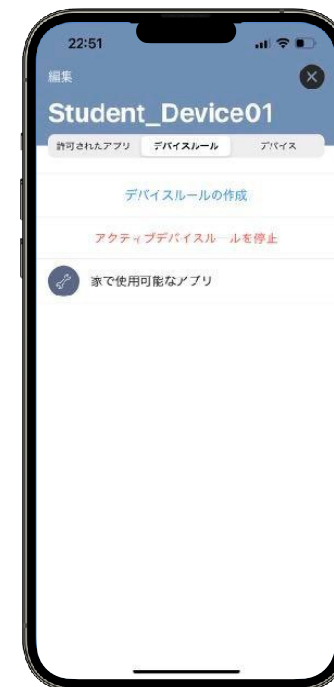 22:51
編集
Student_Device01
許可されたアプリ デバイスルール デバイス
デバイスルールの作成
アクティブデバイスルールを停止
家で使用可能なアプリ